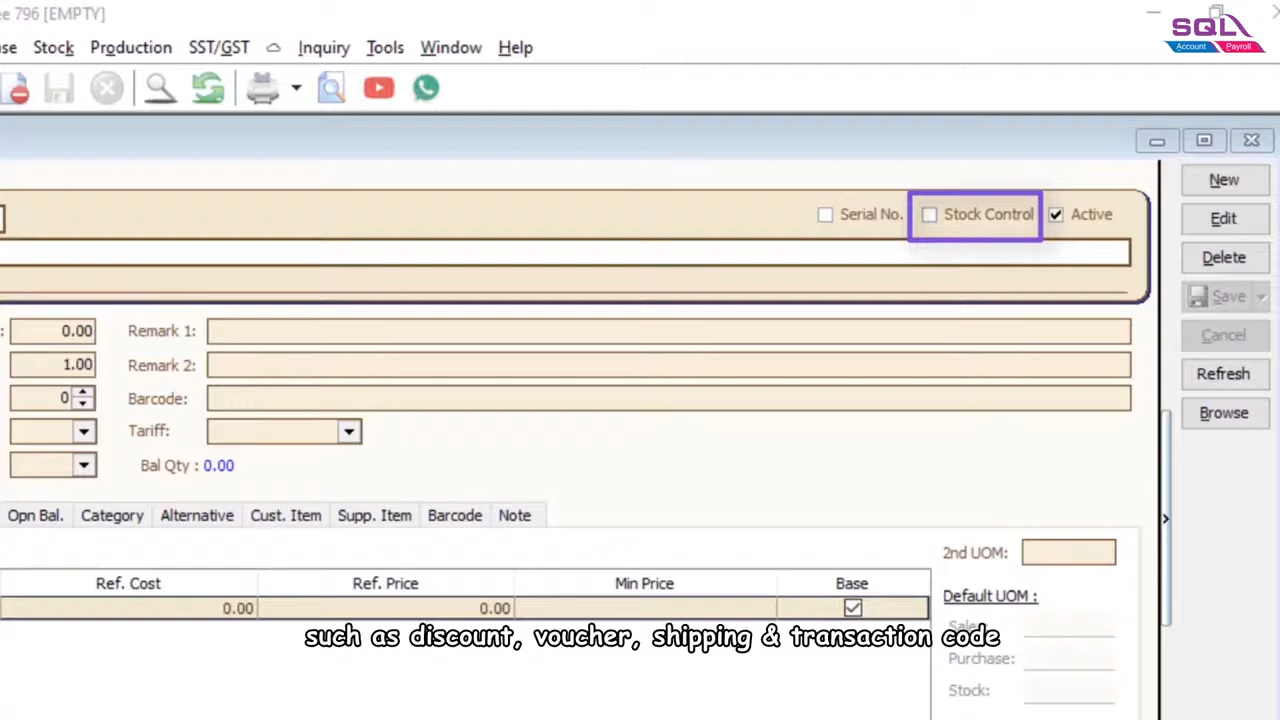 ee 796 [EMPTY]
SQL
Account Payroll
se Stock Production SST/GST Inquiry Tools Window Help
New
Serial No. Stock Control Active
Edit
Delete
Save
: 0.00 Remark 1:
Cancel
1.00 Remark 2:
Refresh
0 Barcode:
Browse
Tariff:
Bal Qty : 0.00
Opn Bal. Category Alternative Cust. Item Supp. Item Barcode Note
2nd UOM:
Ref. Cost Ref. Price Min Price Base
Default UOM :
0.00 0.00
such as discount, voucher, shipping & transaction code
Purchase:
Stock: